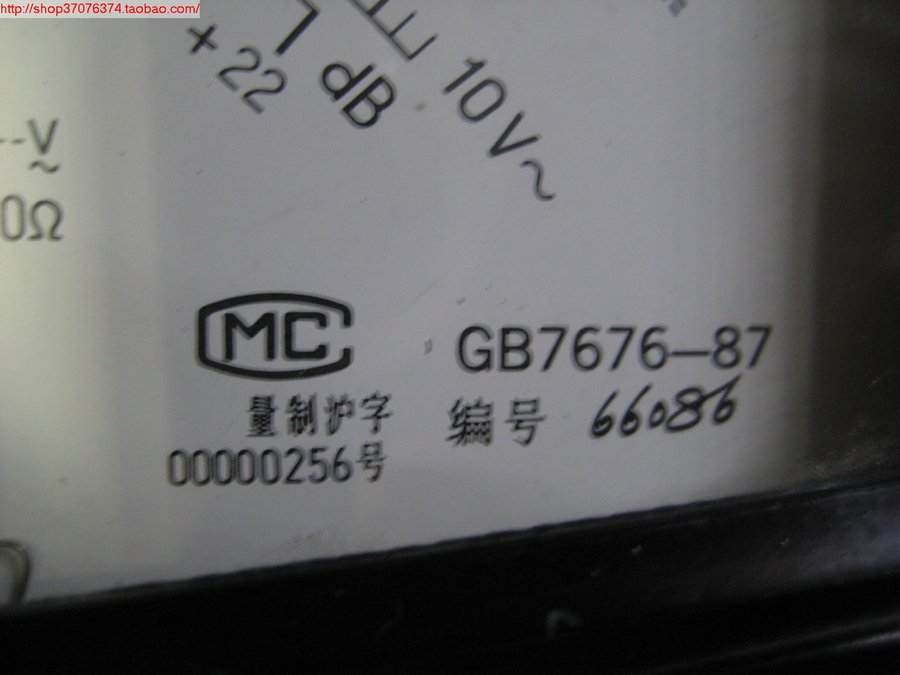 http://shop37076374.taobao.com/
+22
dB
10V~
--V
~
0Ω
MC
GB7676-87
量制沪字
编号 66086
00000256号